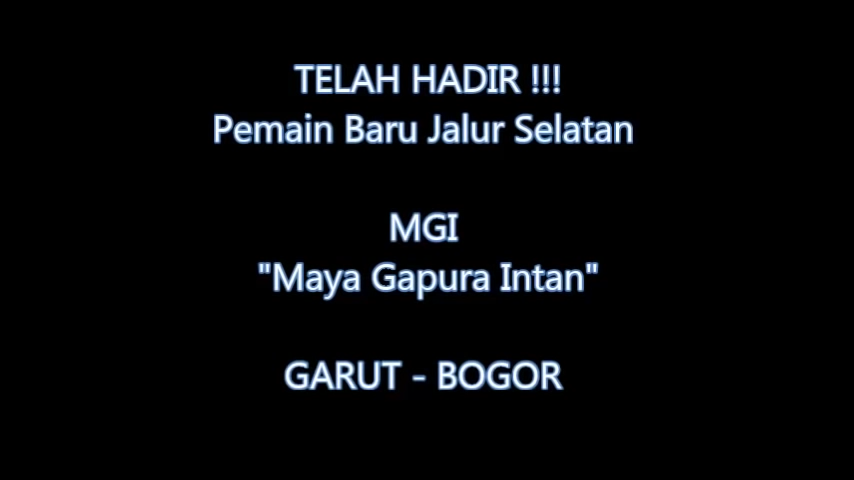 TELAH HADIR !!!
Pemain Baru Jalur Selatan
MGI
"Maya Gapura Intan"
GARUT - BOGOR